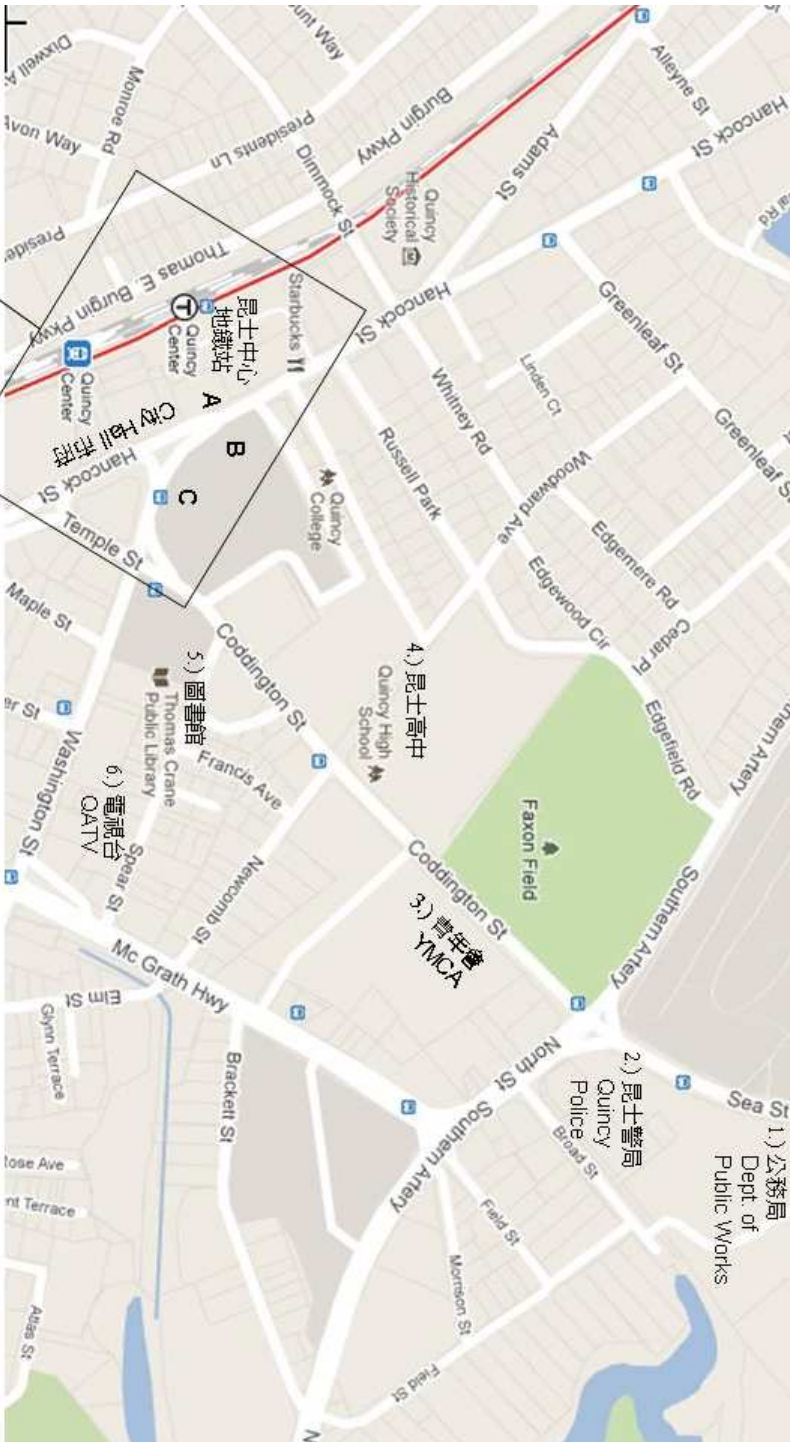 Alleyne St
Hancock St
Adams St
Burgin Pkwy
Presidents Ln
Monroe Rd
Dixwell
Avon Way
Dimmock St
Quincy
Historical
Society
Greenleaf St
Greenleaf St
Linden Ct
Whitney Rd
Woodward Ave
Russell Park
Edgemere Rd
Cedar Pl
Edgewood Cir
Edgefield Rd
Hancock St
Starbucks
Thomas E. Burgin Pkwy
昆士中心
地鐵站
T
Quincy
Center
Quincy
Center
A
B
C
City Hall 市府
Hancock St
Temple St
Quincy
College
4.) 昆士高中
Quincy High
School
Faxon Field
Southern Artery
Coddington St
Coddington St
5.) 圖書館
Thomas Crane
Public Library
Maple St
Washington St
Francis Ave
Newcomb St
Spear St
6.) 電視台
QATV
3.) 青年會
YMCA
Mc Grath Hwy
Elm St
Glynn Terrace
Brackett St
North St
Southern Artery
2.) 昆士警局
Quincy
Police
Sea St
1.) 公務局
Dept. of
Public Works
Broad St
Field St
Morrison St
Field St
Atlas St